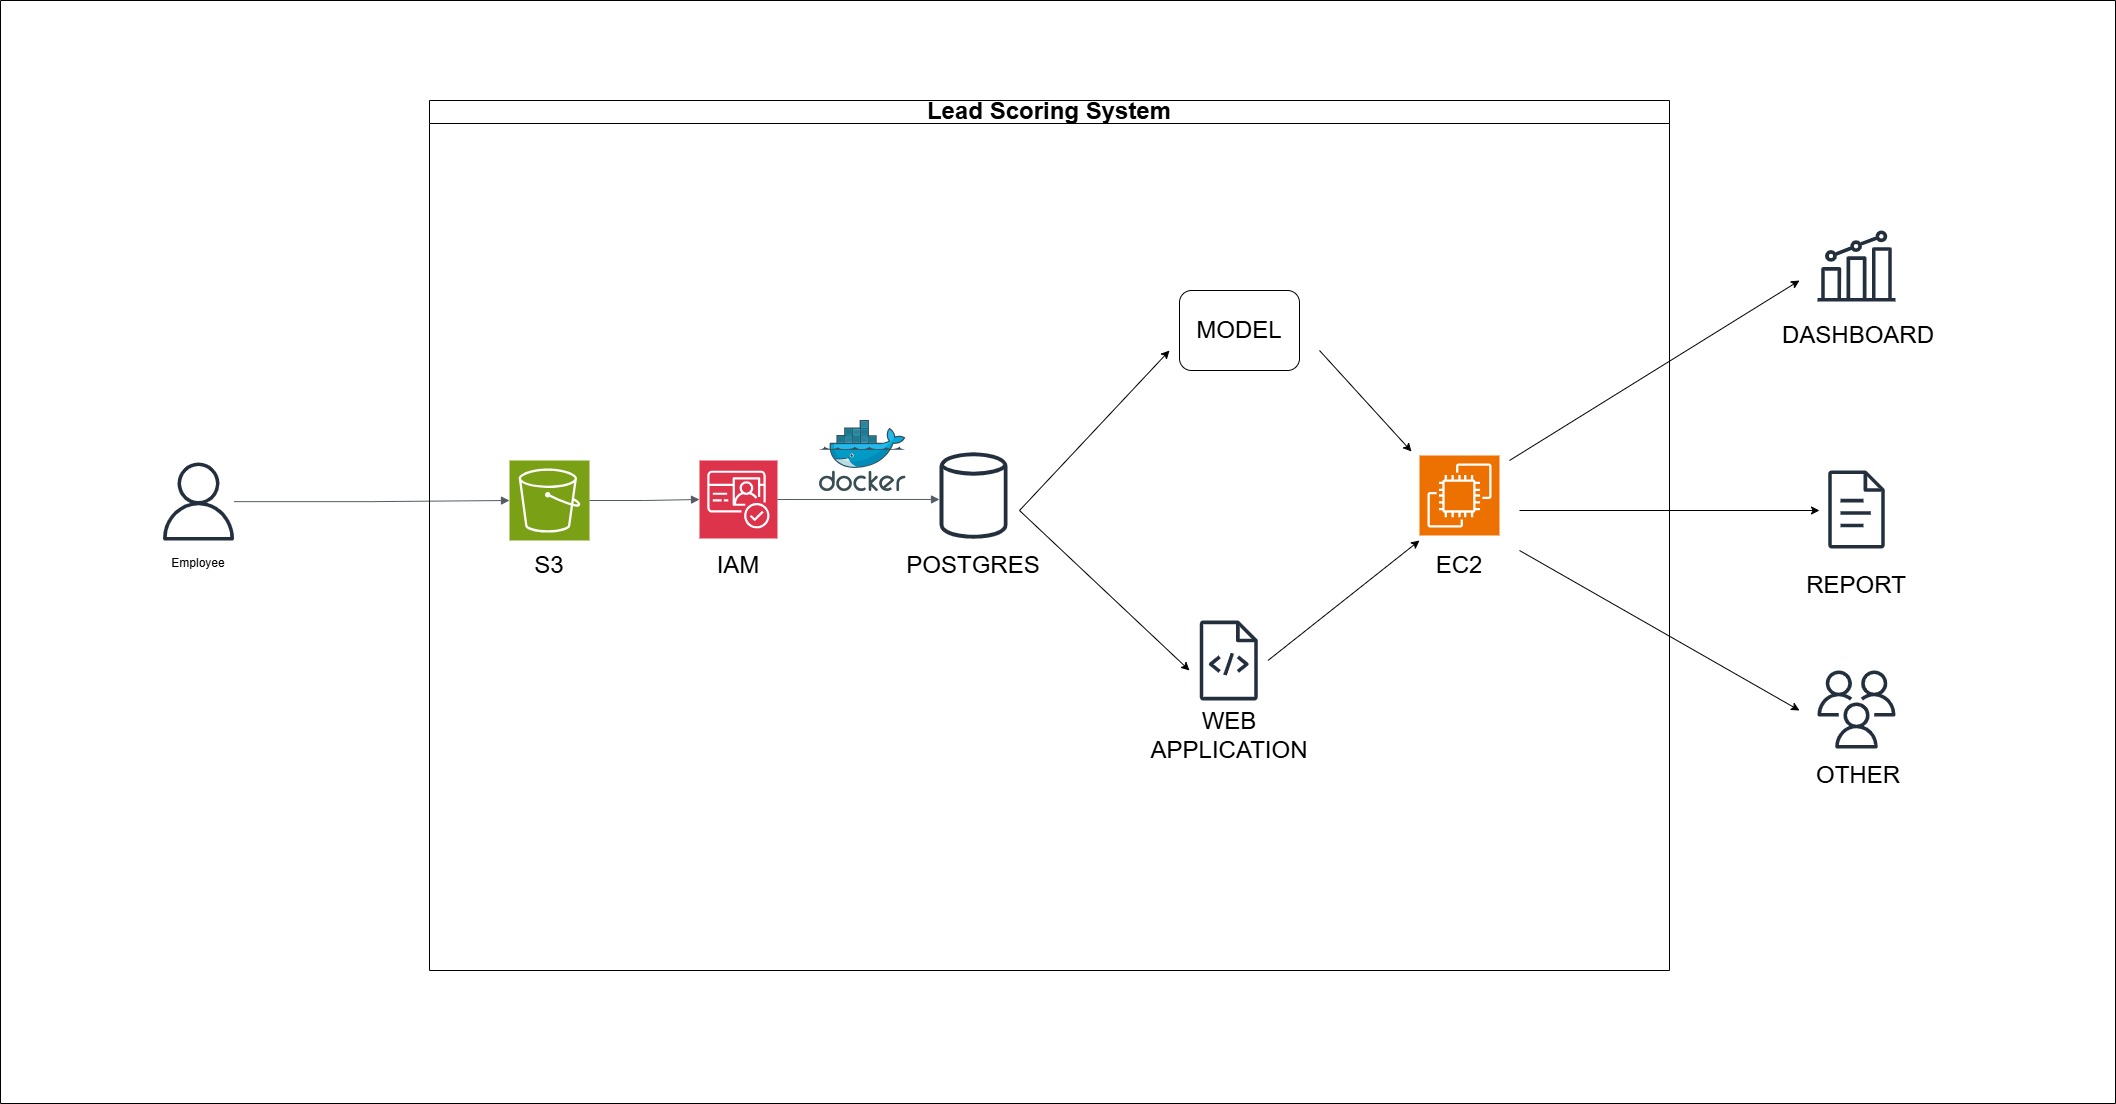 Lead Scoring System
DASHBOARD
MODEL
docker
Employee
S3
IAM
POSTGRES
EC2
REPORT
</>
WEB
APPLICATION
OTHER